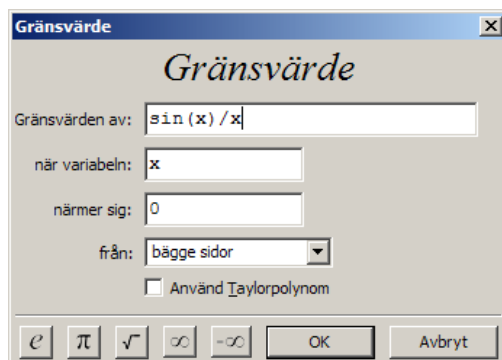 Gränsvärde
Gränsvärde
Gränsvärden av: sin(x)/x
när variabeln: x
närmer sig: 0
från: bägge sidor
Använd Taylorpolynom
e π √ ∞ -∞ OK Avbryt